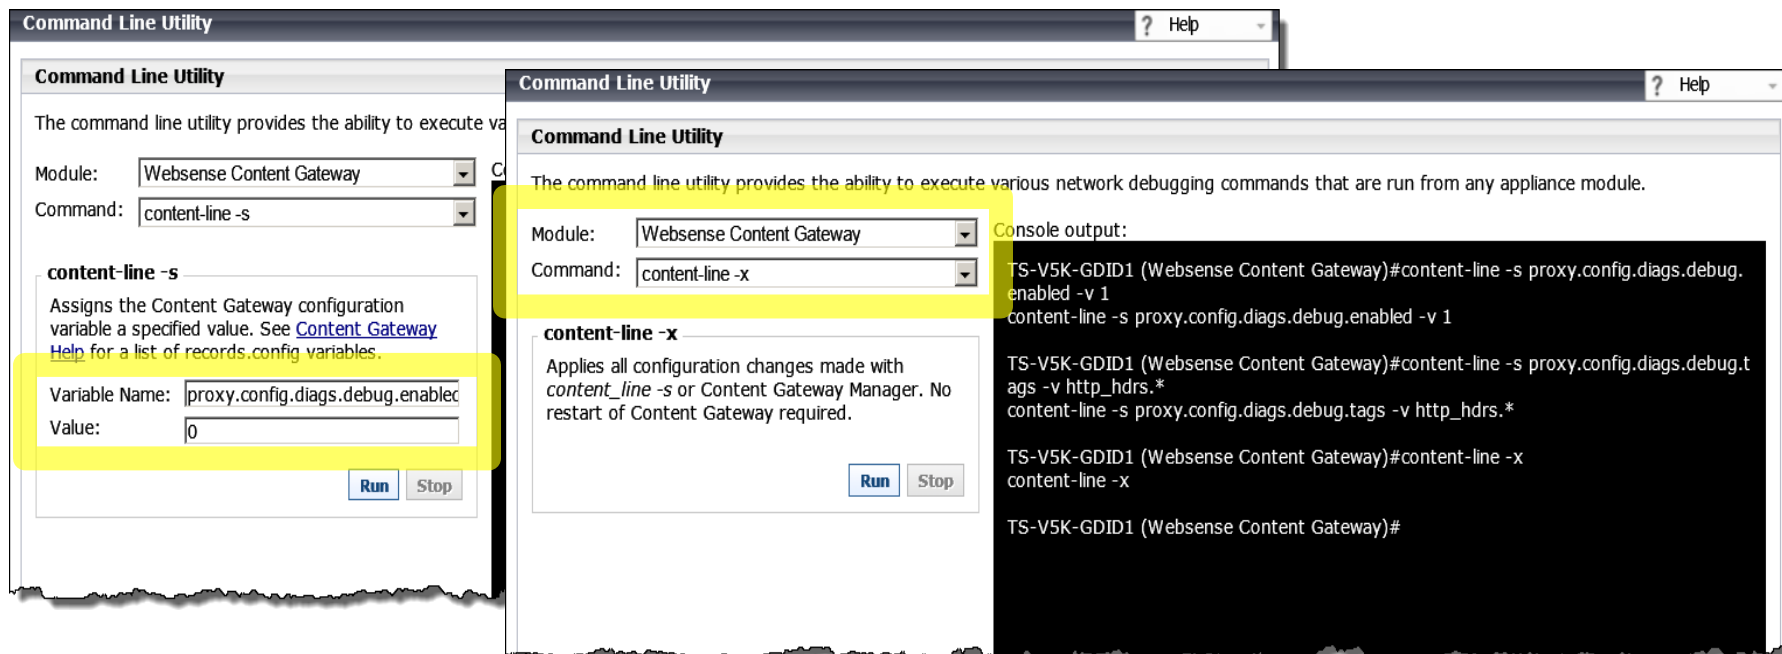 Command Line Utility
? Help
Command Line Utility
The command line utility provides the ability to execute va
Module: Websense Content Gateway
Command: content-line -s
content-line -s
Assigns the Content Gateway configuration
variable a specified value. See Content Gateway
Help for a list of records.config variables.
Variable Name: proxy.config.diags.debug.enabled
Value: 0
Run Stop
Co
Command Line Utility
? Help
Command Line Utility
The command line utility provides the ability to execute various network debugging commands that are run from any appliance module.
Module: Websense Content Gateway
Command: content-line -x
content-line -x
Applies all configuration changes made with
content_line -s or Content Gateway Manager. No
restart of Content Gateway required.
Run Stop
Console output:
TS-V5K-GDID1 (Websense Content Gateway)#content-line -s proxy.config.diags.debug.
enabled -v 1
content-line -s proxy.config.diags.debug.enabled -v 1
TS-V5K-GDID1 (Websense Content Gateway)#content-line -s proxy.config.diags.debug.t
ags -v http_hdrs.*
content-line -s proxy.config.diags.debug.tags -v http_hdrs.*
TS-V5K-GDID1 (Websense Content Gateway)#content-line -x
content-line -x
TS-V5K-GDID1 (Websense Content Gateway)#